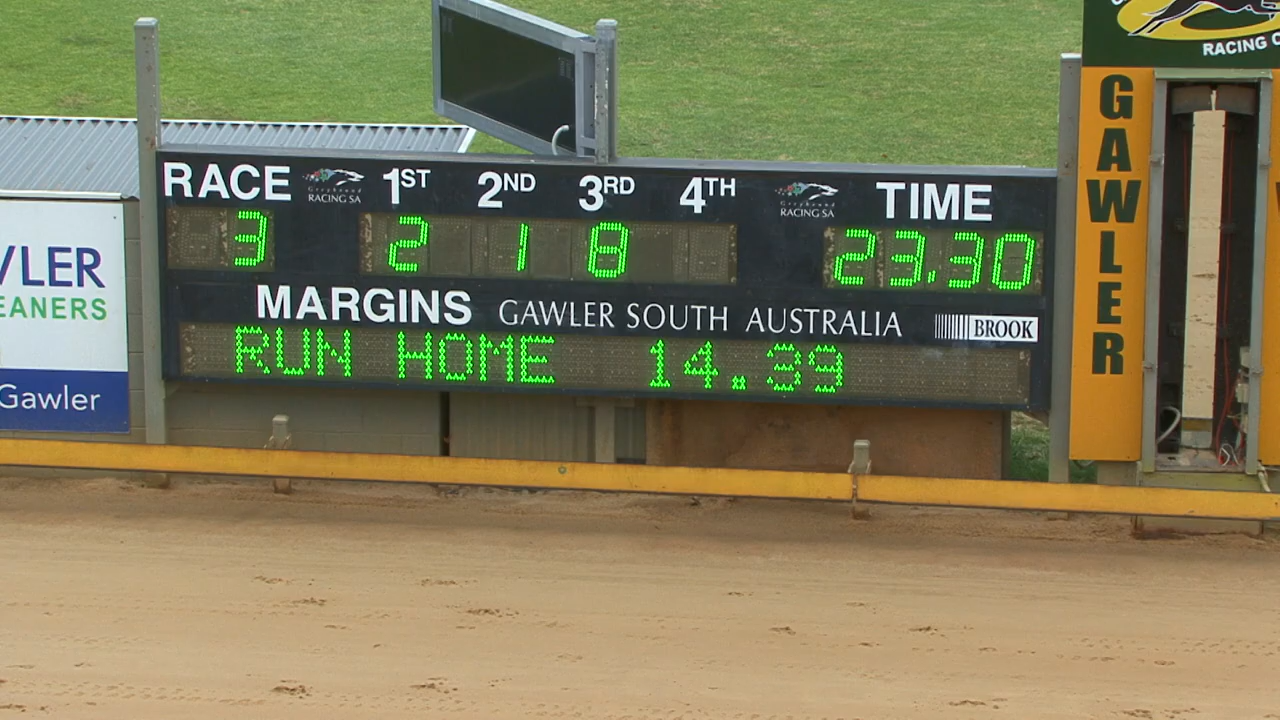 RACING C
GAWLER
RACE Greyhound RACING SA 1ST 2ND 3RD 4TH Greyhound RACING SA TIME
3 2 1 8 23.30
MARGINS GAWLER SOUTH AUSTRALIA BROOK
RUN HOME 14.39
WLER
EANERS
Gawler